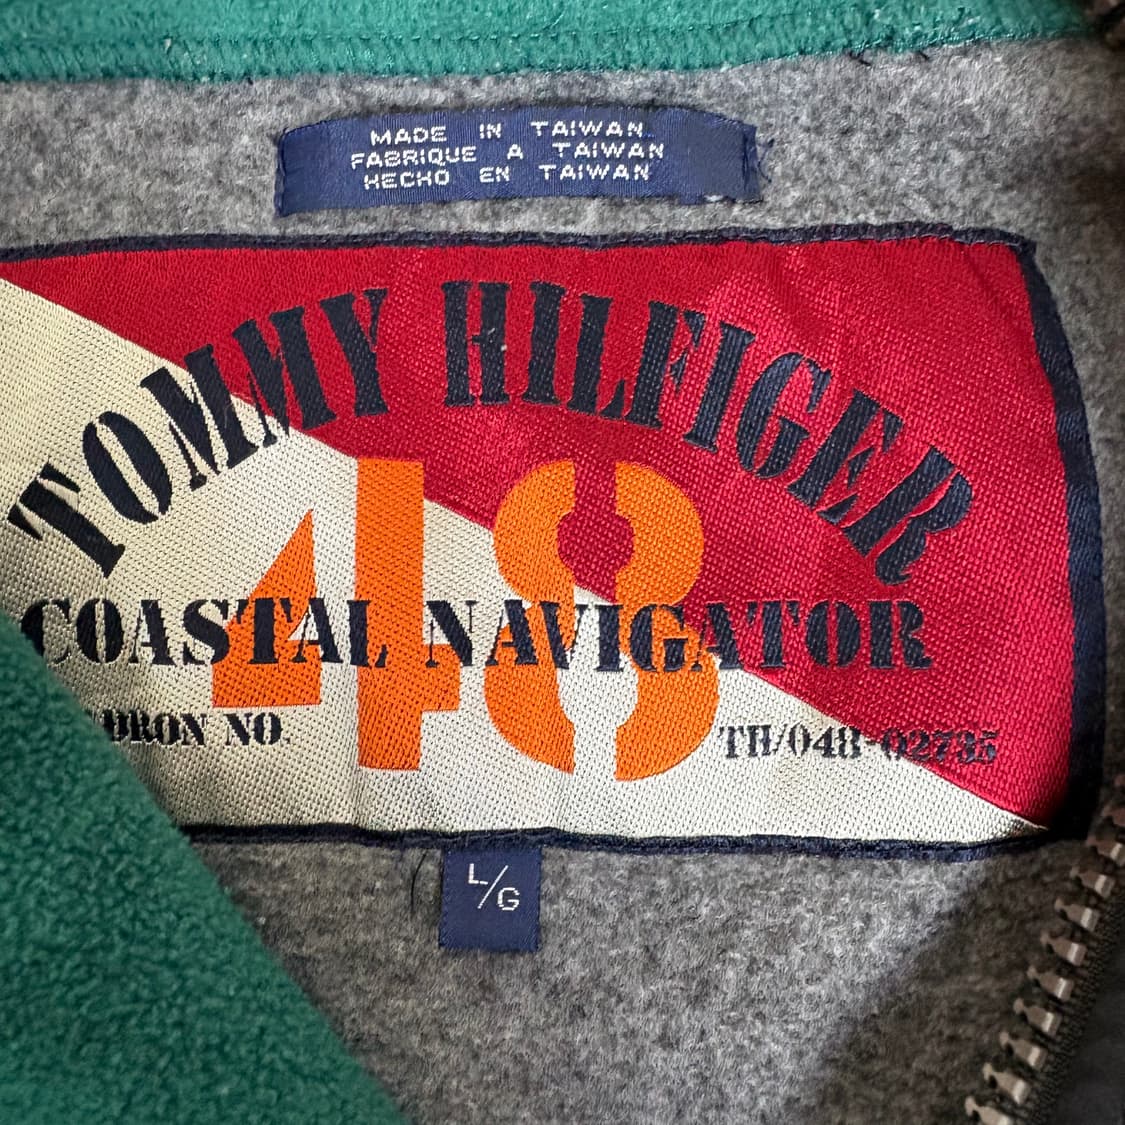 MADE IN TAIWAN
FABRIQUE A TAIWAN
HECHO EN TAIWAN
TOMMY HILFIGER
48
COASTAL NAVIGATOR
NO. TH/048-02735
L/G